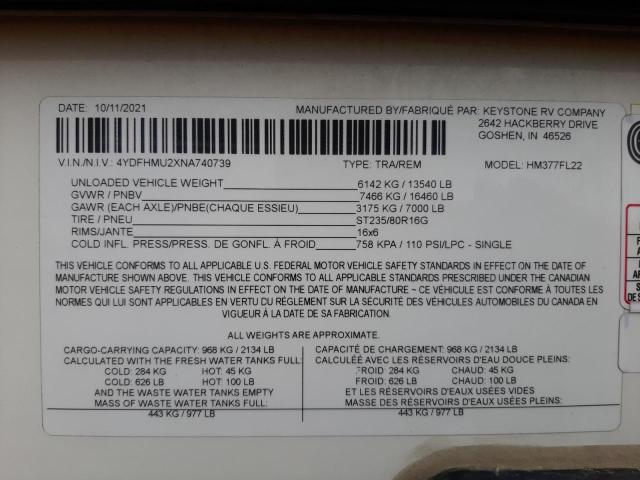 DATE: 10/11/2021
MANUFACTURED BY/FABRIQUÉ PAR: KEYSTONE RV COMPANY
2642 HACKBERRY DRIVE
GOSHEN, IN 46526
V.I.N./N.I.V.: 4YDFHMU2XNA740739 TYPE: TRA/REM MODEL: HM377FL22
UNLOADED VEHICLE WEIGHT 6142 KG / 13540 LB
GVWR / PNBV 7466 KG / 16460 LB
GAWR (EACH AXLE)/PNBE(CHAQUE ESSIEU) 3175 KG / 7000 LB
TIRE / PNEU ST235/80R16G
RIMS/JANTE 16x6
COLD INFL. PRESS/PRESS. DE GONFL. À FROID 758 KPA / 110 PSI/LPC - SINGLE
THIS VEHICLE CONFORMS TO ALL APPLICABLE U.S. FEDERAL MOTOR VEHICLE SAFETY STANDARDS IN EFFECT ON THE DATE OF
MANUFACTURE SHOWN ABOVE. THIS VEHICLE CONFORMS TO ALL APPLICABLE STANDARDS PRESCRIBED UNDER THE CANADIAN
MOTOR VEHICLE SAFETY REGULATIONS IN EFFECT ON THE DATE OF MANUFACTURE ~ CE VÉHICULE EST CONFORME À TOUTES LES
NORMES QUI LUI SONT APPLICABLES EN VERTU DU RÉGLEMENT SUR LA SÉCURITÉ DES VÉHICULES AUTOMOBILES DU CANADA EN
VIGUEUR À LA DATE DE SA FABRICATION.
ALL WEIGHTS ARE APPROXIMATE.
CARGO-CARRYING CAPACITY: 968 KG / 2134 LB
CALCULATED WITH THE FRESH WATER TANKS FULL:
COLD: 284 KG HOT: 45 KG
COLD: 626 LB HOT: 100 LB
AND THE WASTE WATER TANKS EMPTY
MASS OF WASTE WATER TANKS FULL:
443 KG / 977 LB
CAPACITÉ DE CHARGEMENT: 968 KG / 2134 LB
CALCULÉE AVEC LES RÉSERVOIRS D'EAU DOUCE PLEINS:
FROID: 284 KG CHAUD: 45 KG
FROID: 626 LB CHAUD: 100 LB
ET LES RÉSERVOIRS D'EAUX USÉES VIDES
MASSE DES RÉSERVOIRS D'EAUX USÉES PLEINS:
443 KG / 977 LB